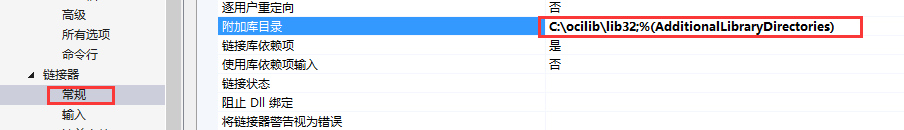 高级
所有选项
命令行
链接器
常规
输入
逐用户重定向 否
附加库目录 C:\ocilib\lib32;%(AdditionalLibraryDirectories)
链接库依赖项 是
使用库依赖项输入 否
链接状态
阻止 Dll 绑定
将链接器警告视为错误